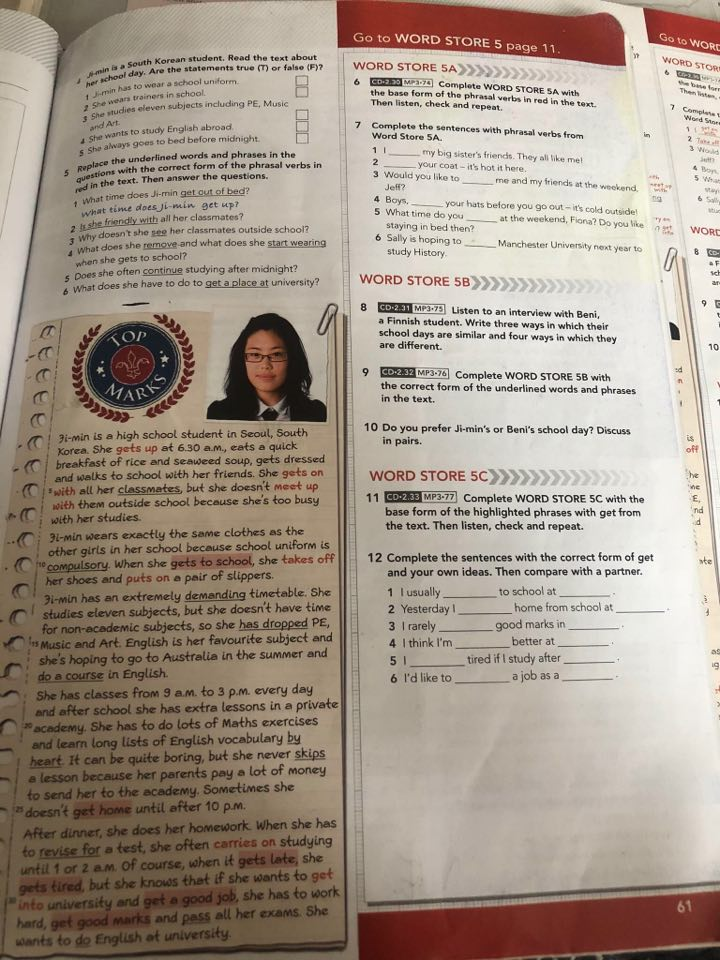 4 Ji-min is a South Korean student. Read the text about
her school day. Are the statements true (T) or false (F)?
1 Ji-min has to wear a school uniform.
2 She wears trainers in school.
3 She studies eleven subjects including PE, Music
and Art.
4 She wants to study English abroad.
5 She always goes to bed before midnight.
5 Replace the underlined words and phrases in the
questions with the correct form of the phrasal verbs in
red in the text. Then answer the questions.
1 What time does Ji-min get out of bed?
What time does Ji-min get up?
2 Is she friendly with all her classmates?
3 Why doesn't she see her classmates outside school?
4 What does she remove and what does she start wearing
when she gets to school?
5 Does she often continue studying after midnight?
6 What does she have to do to get a place at university?
TOP
MARKS
Ji-min is a high school student in Seoul, South
Korea. She gets up at 6.30 a.m., eats a quick
breakfast of rice and seaweed soup, gets dressed
and walks to school with her friends. She gets on
5 with all her classmates, but she doesn't meet up
with them outside school because she's too busy
with her studies.
Ji-min wears exactly the same clothes as the
other girls in her school because school uniform is
10 compulsory. When she gets to school, she takes off
her shoes and puts on a pair of slippers.
Ji-min has an extremely demanding timetable. She
studies eleven subjects, but she doesn't have time
for non-academic subjects, so she has dropped PE,
15 Music and Art. English is her favourite subject and
she's hoping to go to Australia in the summer and
do a course in English.
She has classes from 9 a.m. to 3 p.m. every day
and after school she has extra lessons in a private
20 academy. She has to do lots of Maths exercises
and learn long lists of English vocabulary by
heart. It can be quite boring, but she never skips
a lesson because her parents pay a lot of money
to send her to the academy. Sometimes she
25 doesn't get home until after 10 p.m.
After dinner, she does her homework. When she has
to revise for a test, she often carries on studying
until 1 or 2 a.m. Of course, when it gets late, she
gets tired, but she knows that if she wants to get
30 into university and get a good job, she has to work
hard, get good marks and pass all her exams. She
wants to do English at university.
Go to WORD STORE 5 page 11.
WORD STORE 5A
6 CD•2.30 MP3•74 Complete WORD STORE 5A with
the base form of the phrasal verbs in red in the text.
Then listen, check and repeat.
7 Complete the sentences with phrasal verbs from
Word Store 5A.
1 I ______ my big sister's friends. They all like me!
2 ______ your coat – it's hot it here.
3 Would you like to ______ me and my friends at the weekend,
Jeff?
4 Boys, ______ your hats before you go out – it's cold outside!
5 What time do you ______ at the weekend, Fiona? Do you like
staying in bed then?
6 Sally is hoping to ______ Manchester University next year to
study History.
WORD STORE 5B
8 CD•2.31 MP3•75 Listen to an interview with Beni,
a Finnish student. Write three ways in which their
school days are similar and four ways in which they
are different.
9 CD•2.32 MP3•76 Complete WORD STORE 5B with
the correct form of the underlined words and phrases
in the text.
10 Do you prefer Ji-min's or Beni's school day? Discuss
in pairs.
WORD STORE 5C
11 CD•2.33 MP3•77 Complete WORD STORE 5C with the
base form of the highlighted phrases with get from
the text. Then listen, check and repeat.
12 Complete the sentences with the correct form of get
and your own ideas. Then compare with a partner.
1 I usually ______ to school at ______ .
2 Yesterday I ______ home from school at ______ .
3 I rarely ______ good marks in ______ .
4 I think I'm ______ better at ______ .
5 I ______ tired if I study after ______ .
6 I'd like to ______ a job as a ______ .
61
Go to WORD